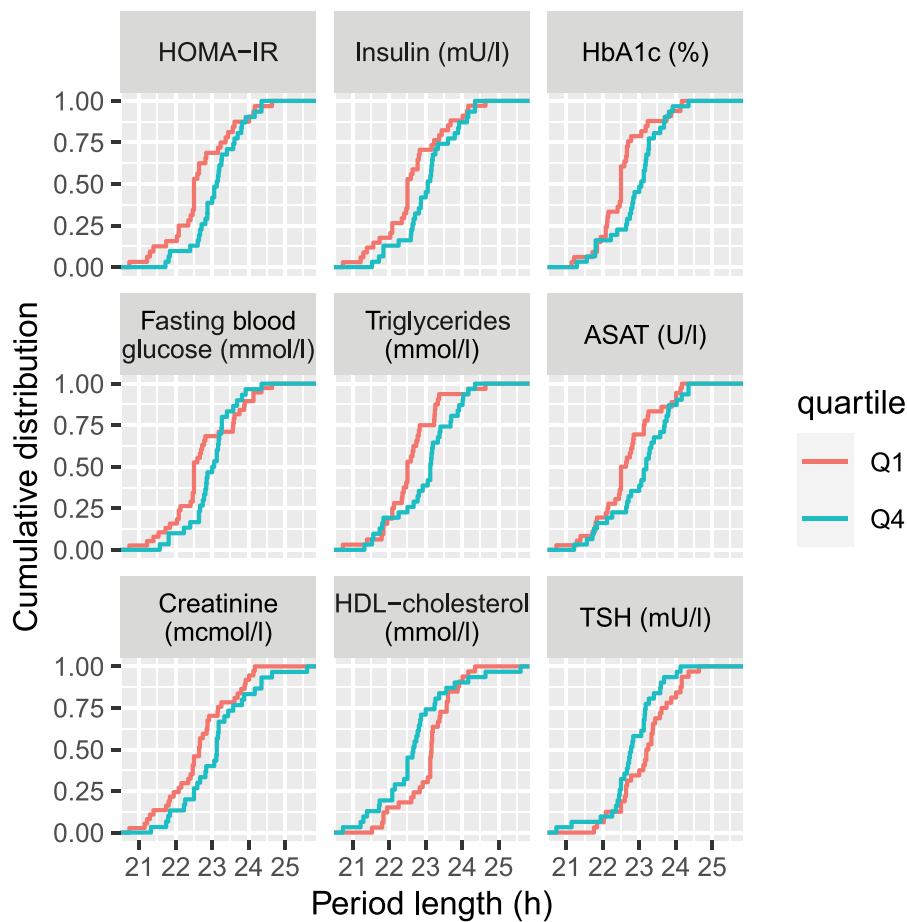 HOMA−IR
Insulin (mU/l)
HbA1c (%)
1.00
0.75
0.50
0.25
0.00
Fasting blood
glucose (mmol/l)
Triglycerides
(mmol/l)
ASAT (U/l)
1.00
0.75
0.50
0.25
0.00
Creatinine
(mcmol/l)
HDL−cholesterol
(mmol/l)
TSH (mU/l)
1.00
0.75
0.50
0.25
0.00
21 22 23 24 25
21 22 23 24 25
21 22 23 24 25
Period length (h)
Cumulative distribution
quartile
Q1
Q4